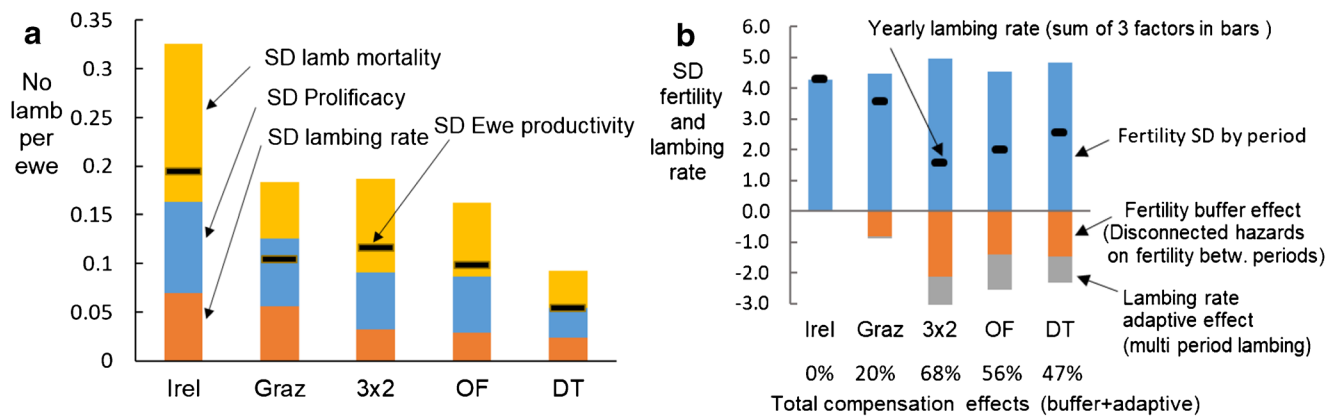 a
No
lamb
per
ewe
0.35
0.3
0.25
0.2
0.15
0.1
0.05
0
SD lamb mortality
SD Prolificacy
SD lambing rate
SD Ewe productivity
Irel Graz 3x2 OF DT
b
SD
fertility
and
lambing
rate
6.0
5.0
4.0
3.0
2.0
1.0
0.0
-1.0
-2.0
-3.0
Yearly lambing rate (sum of 3 factors in bars )
Fertility SD by period
Fertility buffer effect
(Disconnected hazards
on fertility betw. periods)
Lambing rate
adaptive effect
(multi period lambing)
Irel Graz 3x2 OF DT
0% 20% 68% 56% 47%
Total compensation effects (buffer+adaptive)